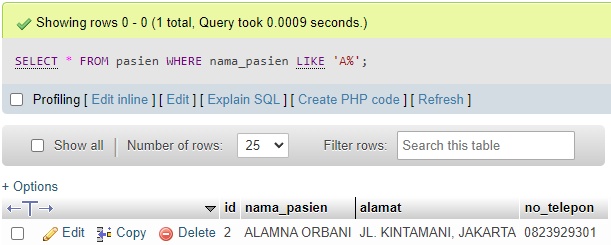 Showing rows 0 - 0 (1 total, Query took 0.0009 seconds.)
SELECT * FROM pasien WHERE nama_pasien LIKE 'A%';
Profiling [ Edit inline ] [ Edit ] [ Explain SQL ] [ Create PHP code ] [ Refresh ]
Show all Number of rows: 25 Filter rows: Search this table
+ Options
id nama_pasien alamat no_telepon
Edit Copy Delete 2 ALAMNA ORBANI JL. KINTAMANI, JAKARTA 0823929301